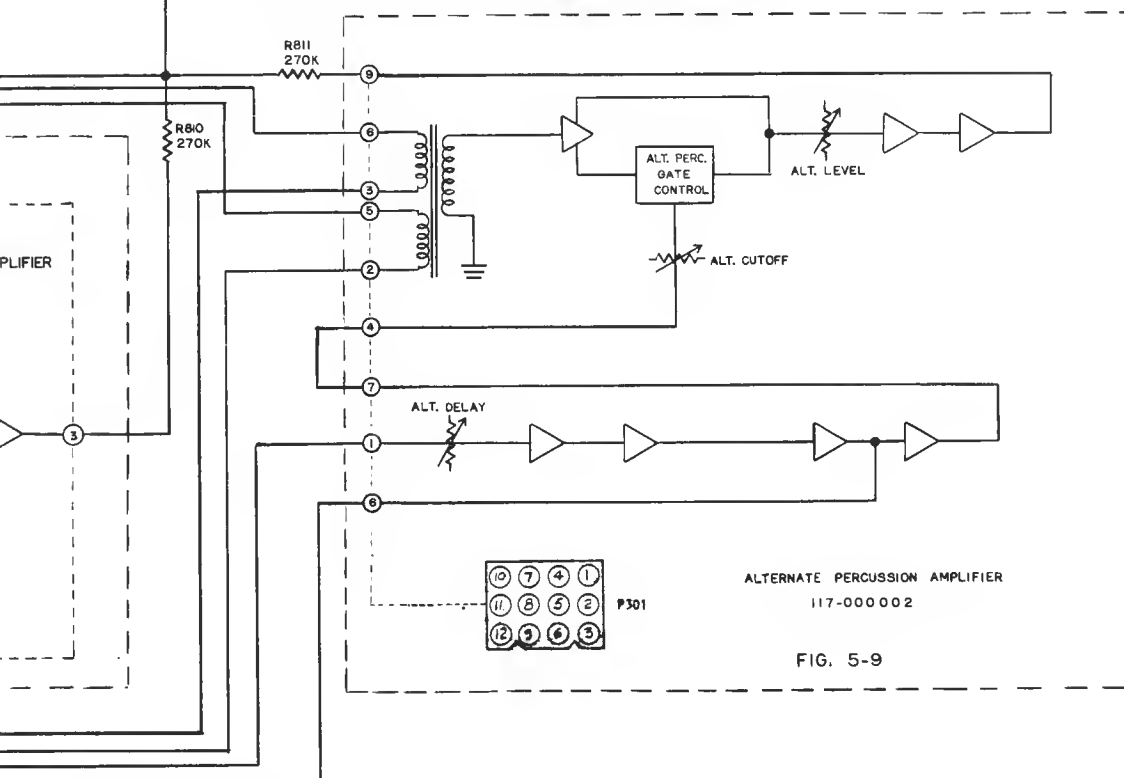 R811
270K
9
R810
270K
6
3
5
2
ALT. PERC.
GATE
CONTROL
ALT. LEVEL
ALT. CUTOFF
PLIFIER
4
7
ALT. DELAY
3
1
6
10 7 4 1
11 8 5 2
12 9 6 3
P301
ALTERNATE PERCUSSION AMPLIFIER
117-000002
FIG. 5-9